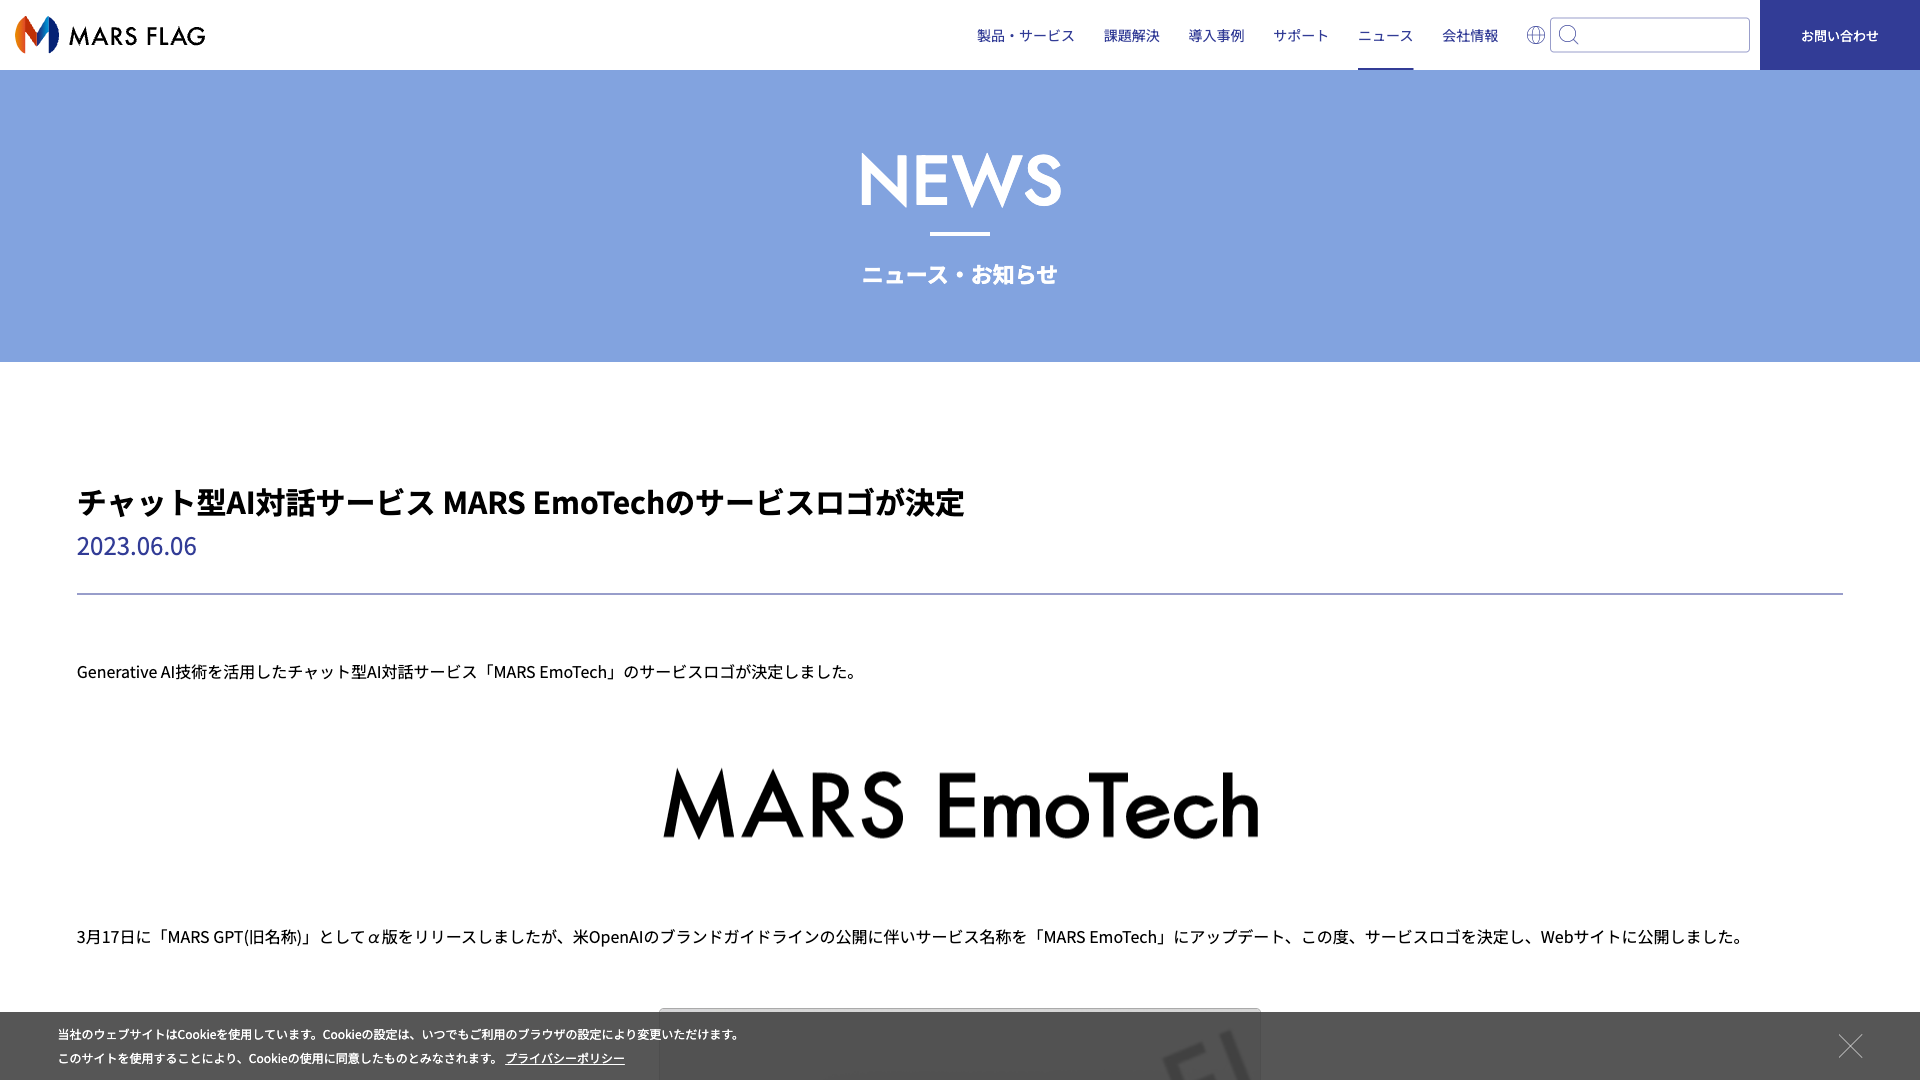 MARS FLAG
製品・サービス 課題解決 導入事例 サポート ニュース 会社情報 お問い合わせ
NEWS
ニュース・お知らせ
チャット型AI対話サービス MARS EmoTechのサービスロゴが決定
2023.06.06
Generative AI技術を活用したチャット型AI対話サービス「MARS EmoTech」のサービスロゴが決定しました。
MARS EmoTech
3月17日に「MARS GPT(旧名称)」としてα版をリリースしましたが、米OpenAIのブランドガイドラインの公開に伴いサービス名称を「MARS EmoTech」にアップデート、この度、サービスロゴを決定し、Webサイトに公開しました。
当社のウェブサイトはCookieを使用しています。Cookieの設定は、いつでもご利用のブラウザの設定により変更いただけます。
このサイトを使用することにより、Cookieの使用に同意したものとみなされます。 プライバシーポリシー